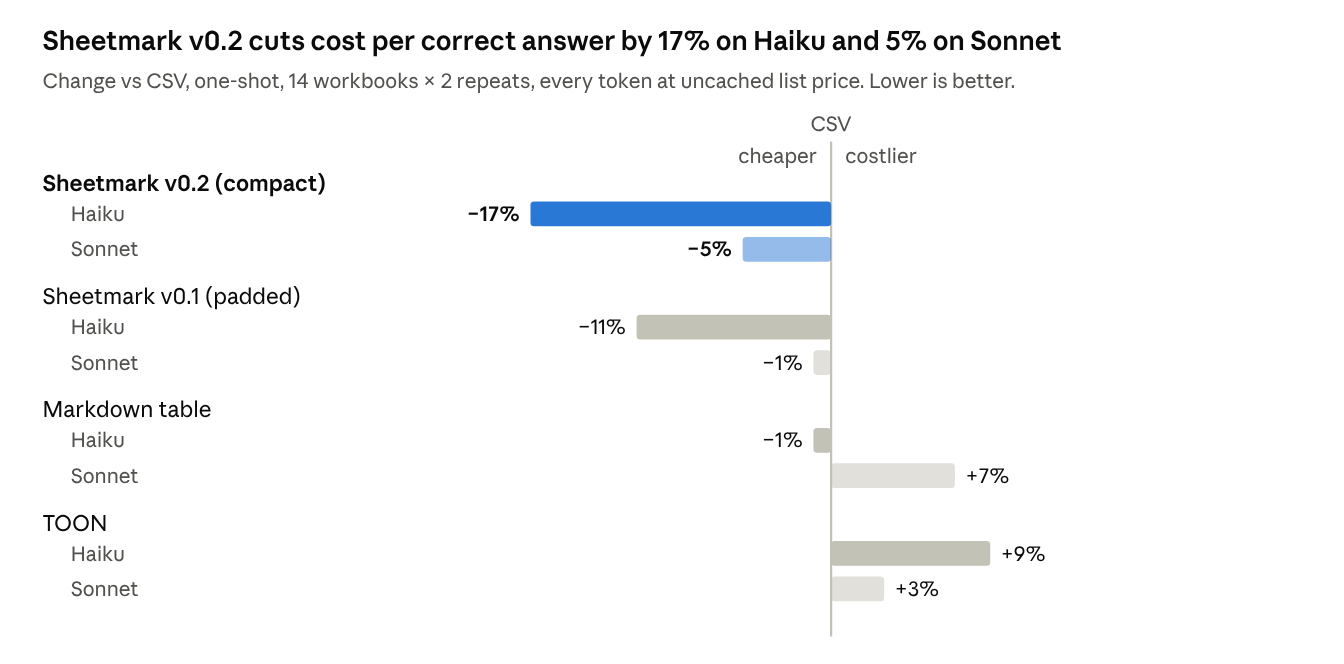 Sheetmark v0.2 cuts cost per correct answer by 17% on Haiku and 5% on Sonnet
Change vs CSV, one-shot, 14 workbooks × 2 repeats, every token at uncached list price. Lower is better.
CSV
cheaper costlier
Sheetmark v0.2 (compact)
Haiku −17%
Sonnet −5%
Sheetmark v0.1 (padded)
Haiku −11%
Sonnet −1%
Markdown table
Haiku −1%
Sonnet +7%
TOON
Haiku +9%
Sonnet +3%